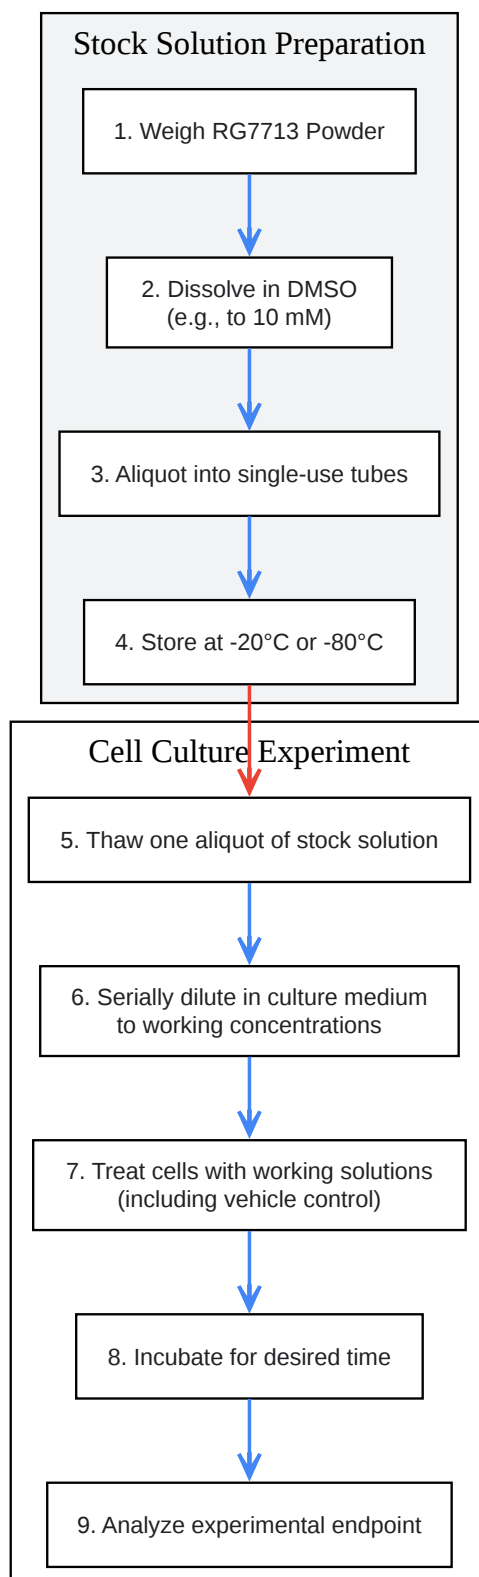 Stock Solution Preparation
1. Weigh RG7713 Powder
2. Dissolve in DMSO
(e.g., to 10 mM)
3. Aliquot into single-use tubes
4. Store at -20°C or -80°C
Cell Culture Experiment
5. Thaw one aliquot of stock solution
6. Serially dilute in culture medium
to working concentrations
7. Treat cells with working solutions
(including vehicle control)
8. Incubate for desired time
9. Analyze experimental endpoint